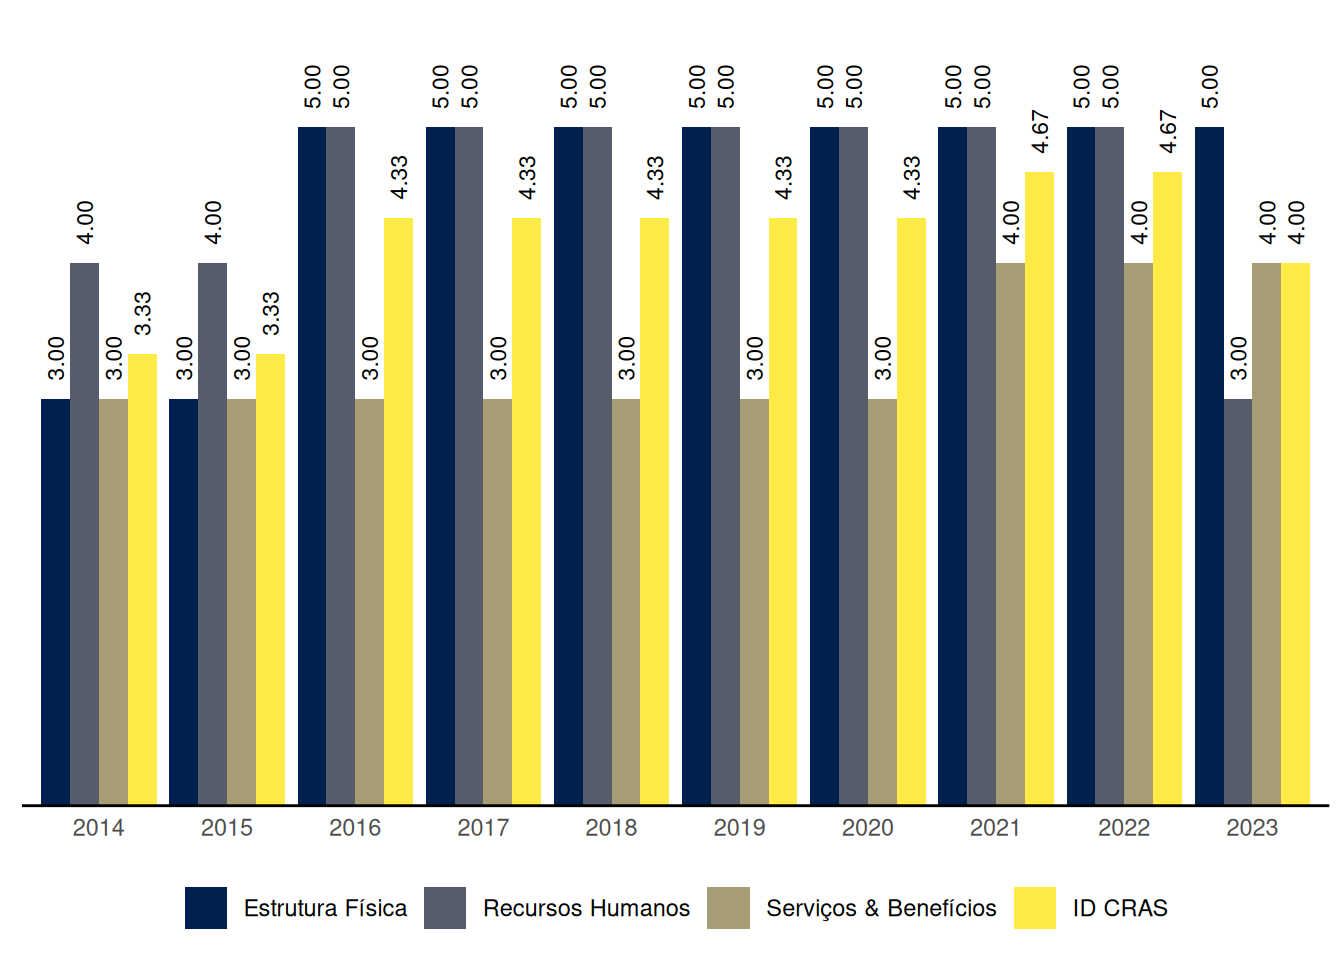 5.00 5.00 5.00 5.00 5.00 5.00 5.00 5.00 5.00 5.00 5.00 5.00 5.00 5.00 5.00
4.67 4.67
4.33 4.33 4.33 4.33 4.33
4.00 4.00 4.00 4.00 4.00 4.00
3.33 3.33
3.00 3.00 3.00 3.00 3.00 3.00 3.00 3.00 3.00 3.00
2014 2015 2016 2017 2018 2019 2020 2021 2022 2023
Estrutura Física Recursos Humanos Serviços & Benefícios ID CRAS